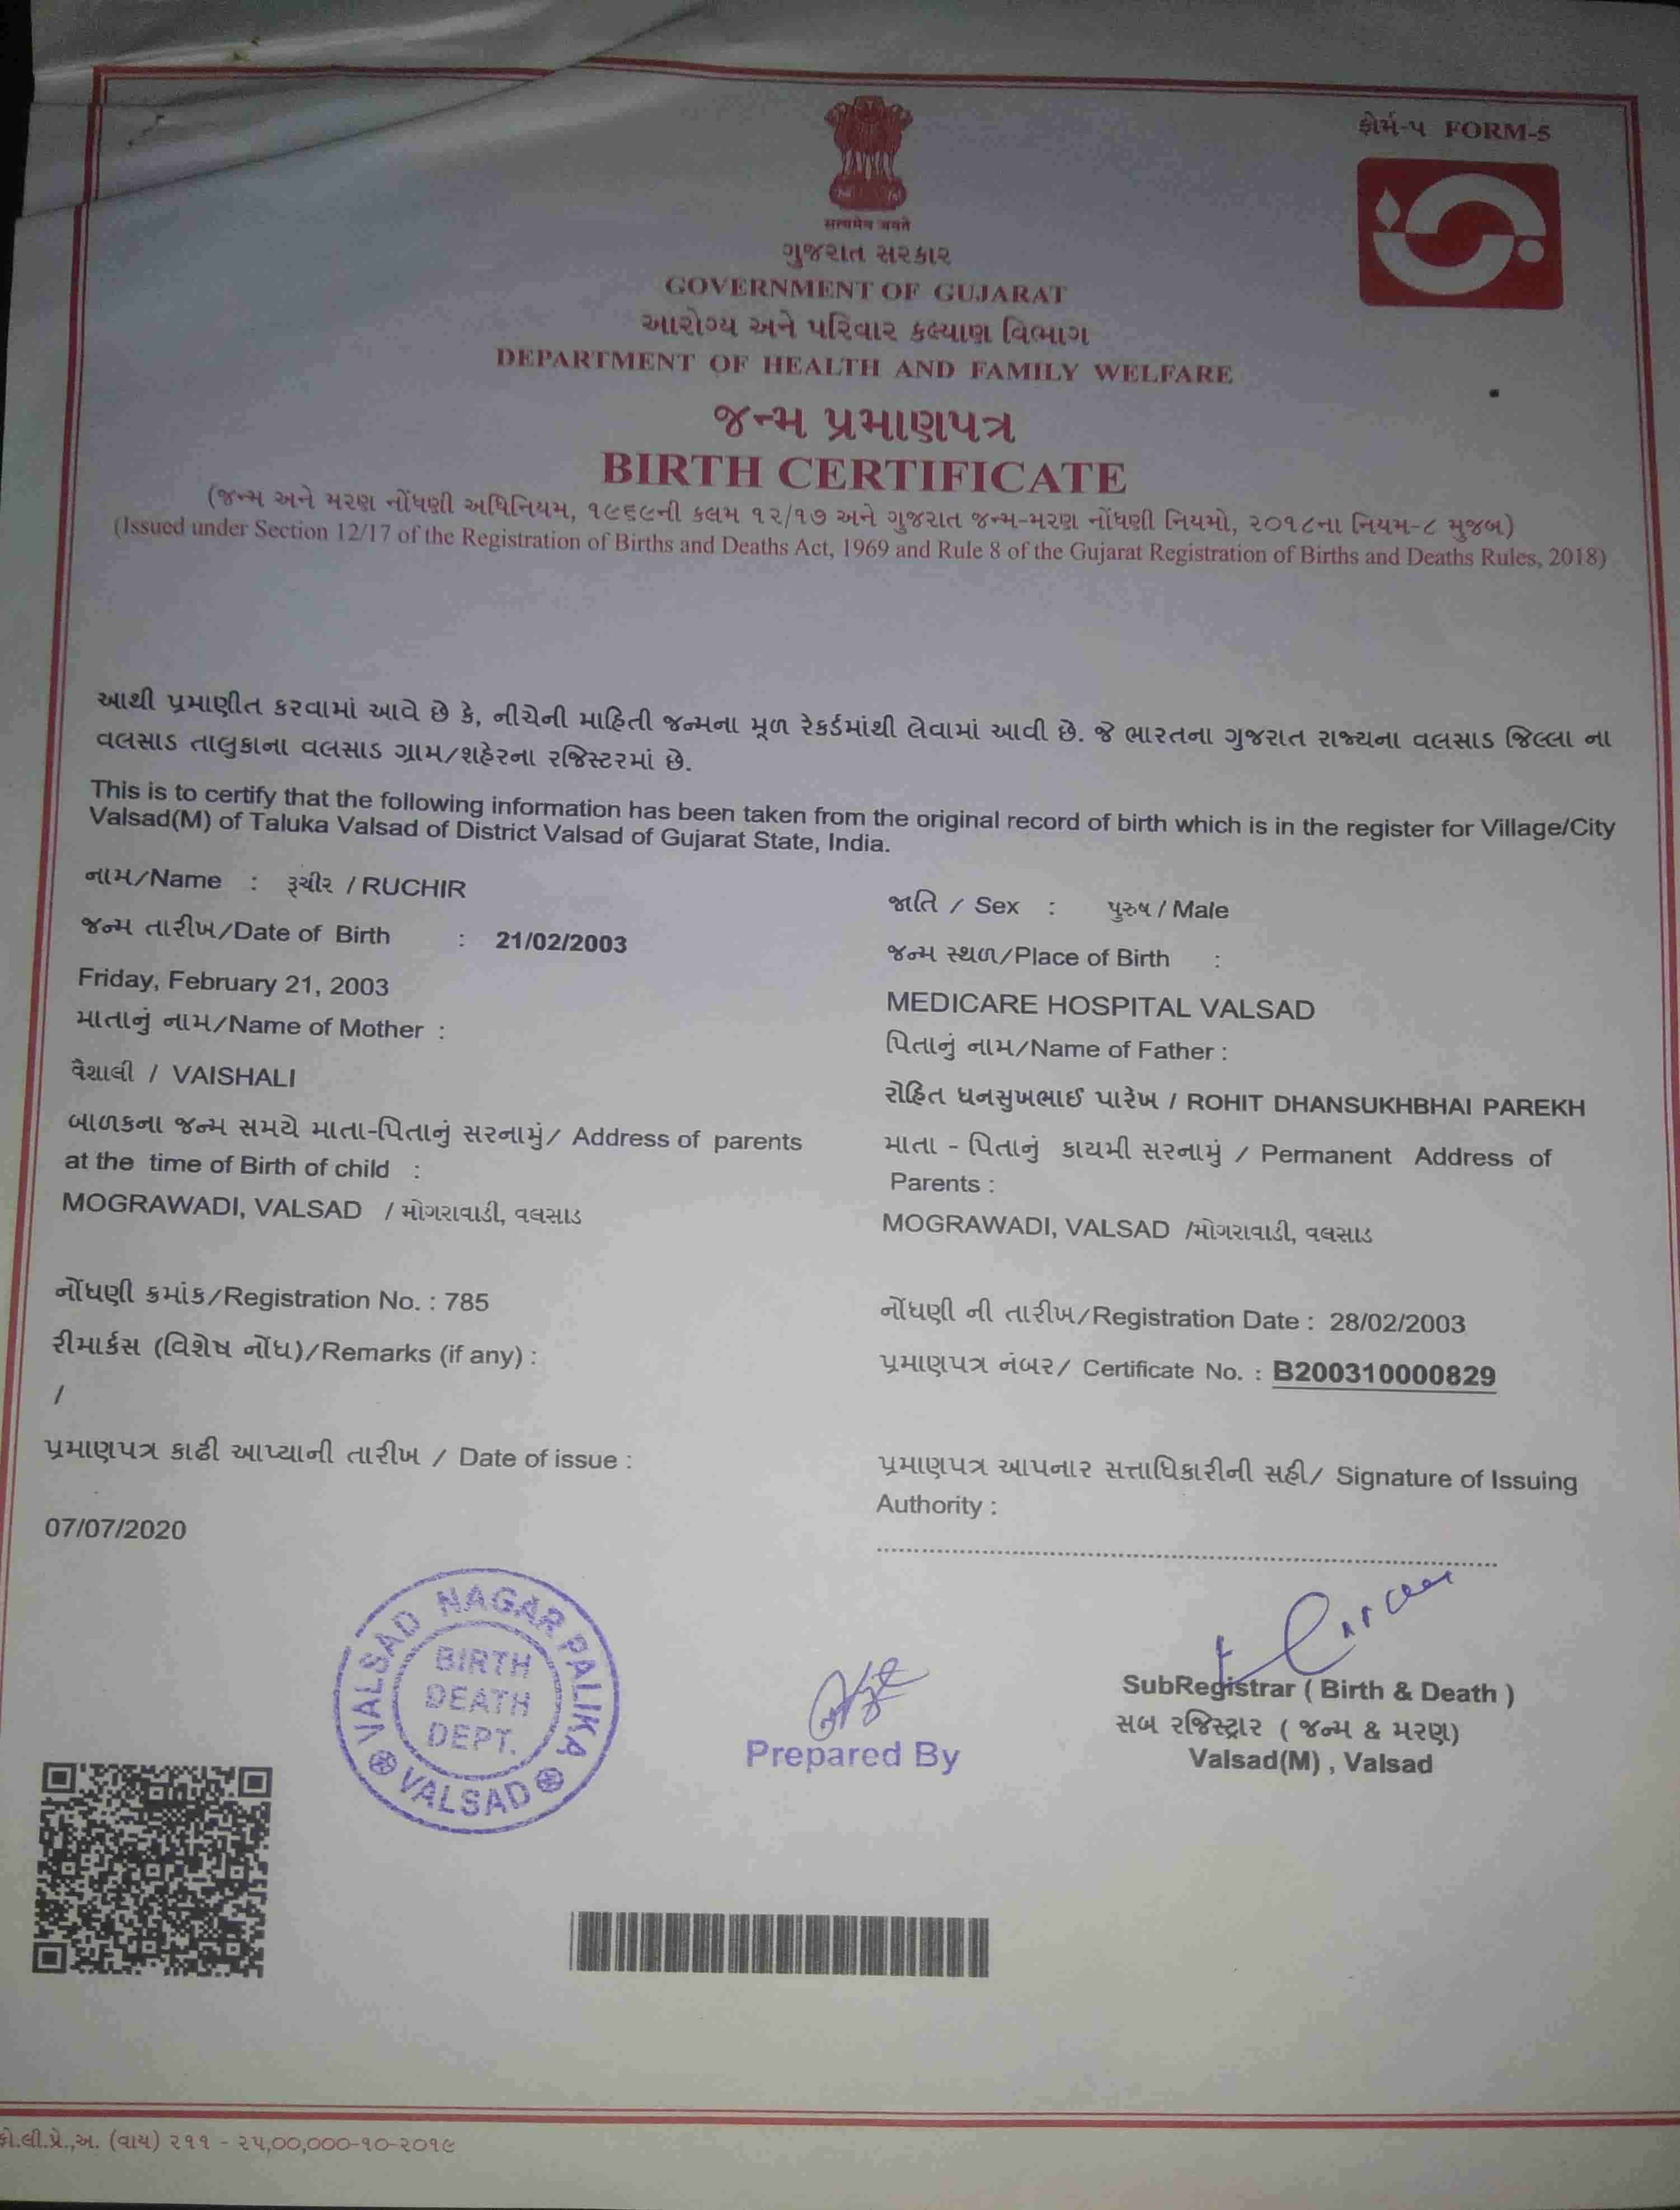 ફોર્મ-૫ FORM-5
सत्यमेव जयते
ગુજરાત સરકાર
GOVERNMENT OF GUJARAT
આરોગ્ય અને પરિવાર કલ્યાણ વિભાગ
DEPARTMENT OF HEALTH AND FAMILY WELFARE
જન્મ પ્રમાણપત્ર
BIRTH CERTIFICATE
(જન્મ અને મરણ નોંધણી અધિનિયમ, ૧૯૬૯ની કલમ ૧૨/૧૭ અને ગુજરાત જન્મ-મરણ નોંધણી નિયમો, ૨૦૧૮ના નિયમ-૮ મુજબ)
(Issued under Section 12/17 of the Registration of Births and Deaths Act, 1969 and Rule 8 of the Gujarat Registration of Births and Deaths Rules, 2018)
આથી પ્રમાણીત કરવામાં આવે છે કે, નીચેની માહિતી જન્મના મૂળ રેકર્ડમાંથી લેવામાં આવી છે. જે ભારતના ગુજરાત રાજ્યના વલસાડ જિલ્લા ના
વલસાડ તાલુકાના વલસાડ ગ્રામ/શહેરના રજિસ્ટરમાં છે.
This is to certify that the following information has been taken from the original record of birth which is in the register for Village/City
Valsad(M) of Taluka Valsad of District Valsad of Gujarat State, India.
નામ/Name : રૂચીર / RUCHIR
જાતિ / Sex : પુરુષ / Male
જન્મ તારીખ/Date of Birth : 21/02/2003
જન્મ સ્થળ/Place of Birth :
Friday, February 21, 2003
MEDICARE HOSPITAL VALSAD
માતાનું નામ/Name of Mother :
પિતાનું નામ/Name of Father :
વૈશાલી / VAISHALI
રોહિત ધનસુખભાઈ પારેખ / ROHIT DHANSUKHBHAI PAREKH
બાળકના જન્મ સમયે માતા-પિતાનું સરનામું/ Address of parents
at the time of Birth of child :
માતા - પિતાનું કાયમી સરનામું / Permanent Address of
Parents :
MOGRAWADI, VALSAD / મોગરાવાડી, વલસાડ
MOGRAWADI, VALSAD /મોગરાવાડી, વલસાડ
નોંધણી ક્રમાંક/Registration No. : 785
નોંધણી ની તારીખ/Registration Date : 28/02/2003
રીમાર્કસ (વિશેષ નોંધ)/Remarks (if any) :
/
પ્રમાણપત્ર નંબર/ Certificate No. : B200310000829
પ્રમાણપત્ર કાઢી આપ્યાની તારીખ / Date of issue :
07/07/2020
પ્રમાણપત્ર આપનાર સત્તાધિકારીની સહી/ Signature of Issuing
Authority :
VALSAD NAGAR PALIKA
BIRTH
DEATH
DEPT.
VALSAD
Prepared By
SubRegistrar ( Birth & Death )
સબ રજિસ્ટ્રાર ( જન્મ & મરણ)
Valsad(M) , Valsad
ફો.લી.પ્રે.,અ. (વાય) ૨૧૧ - ૨૫,૦૦,૦૦૦-૧૦-૨૦૧૯